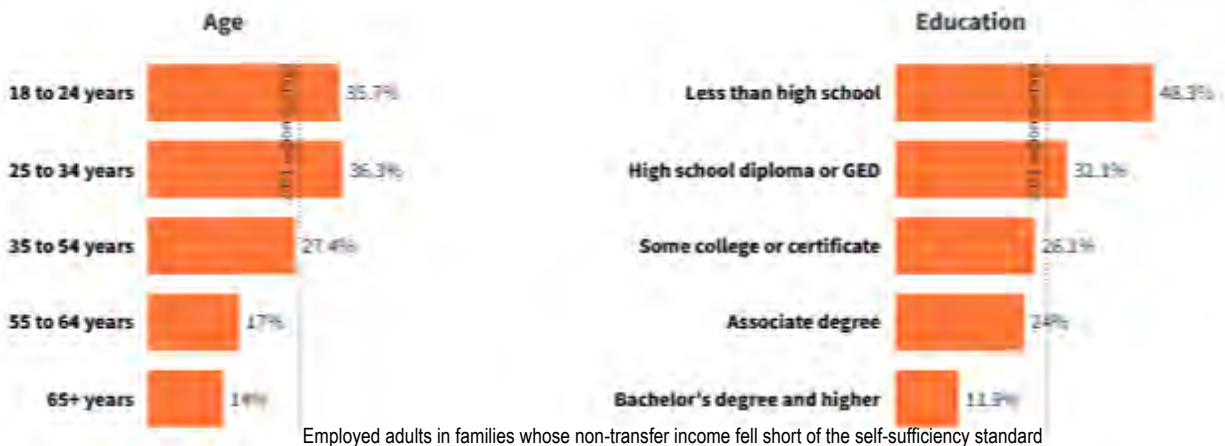 Age
18 to 24 years 35.7%
25 to 34 years 36.3%
35 to 54 years 27.4%
55 to 64 years 17%
65+ years 14%
Education
Less than high school 48.3%
High school diploma or GED 32.1%
Some college or certificate 26.1%
Associate degree 24%
Bachelor's degree and higher
Employed adults in families whose non-transfer income fell short of the self-sufficiency standard